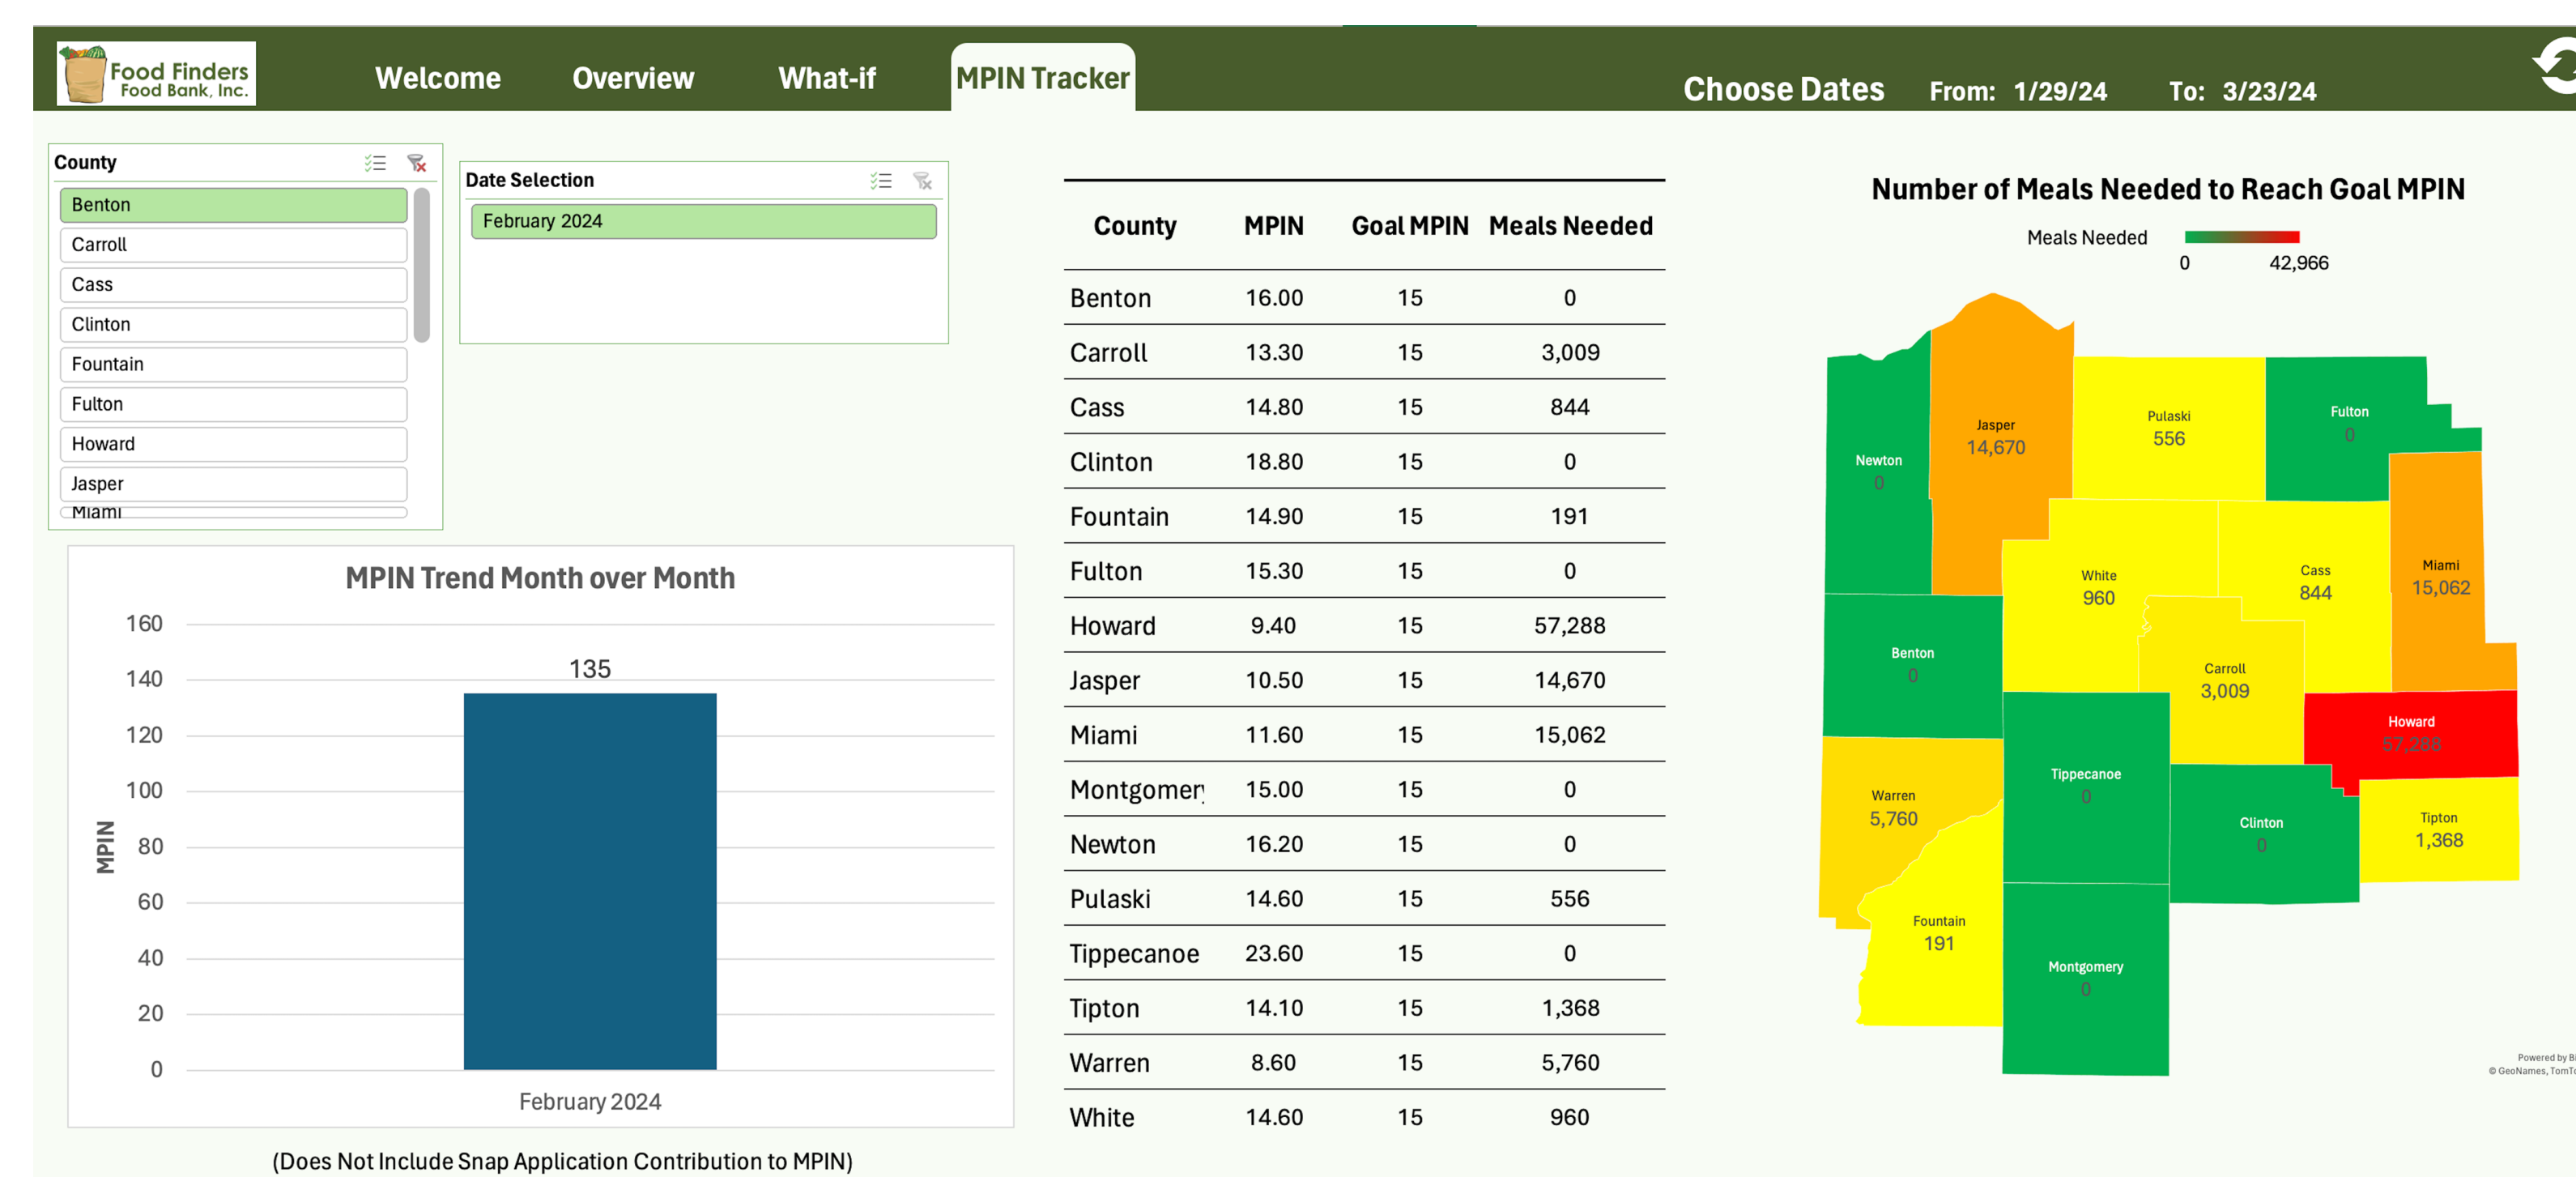 Food Finders
Food Bank, Inc.
Welcome
Overview
What-if
MPIN Tracker
Choose Dates
From: 1/29/24
To: 3/23/24
County
Benton
Carroll
Cass
Clinton
Fountain
Fulton
Howard
Jasper
Miami
Date Selection
February 2024
MPIN Trend Month over Month
MPIN
160
140
120
100
80
60
40
20
0
135
February 2024
(Does Not Include Snap Application Contribution to MPIN)
County MPIN Goal MPIN Meals Needed
Benton 16.00 15 0
Carroll 13.30 15 3,009
Cass 14.80 15 844
Clinton 18.80 15 0
Fountain 14.90 15 191
Fulton 15.30 15 0
Howard 9.40 15 57,288
Jasper 10.50 15 14,670
Miami 11.60 15 15,062
Montgomery 15.00 15 0
Newton 16.20 15 0
Pulaski 14.60 15 556
Tippecanoe 23.60 15 0
Tipton 14.10 15 1,368
Warren 8.60 15 5,760
White 14.60 15 960
Number of Meals Needed to Reach Goal MPIN
Meals Needed
0 42,966
Newton
0
Jasper
14,670
Pulaski
556
Fulton
0
White
960
Cass
844
Miami
15,062
Benton
0
Carroll
3,009
Howard
57,288
Warren
5,760
Tippecanoe
0
Clinton
0
Tipton
1,368
Fountain
191
Montgomery
0
Powered by Bi
© GeoNames, TomTo